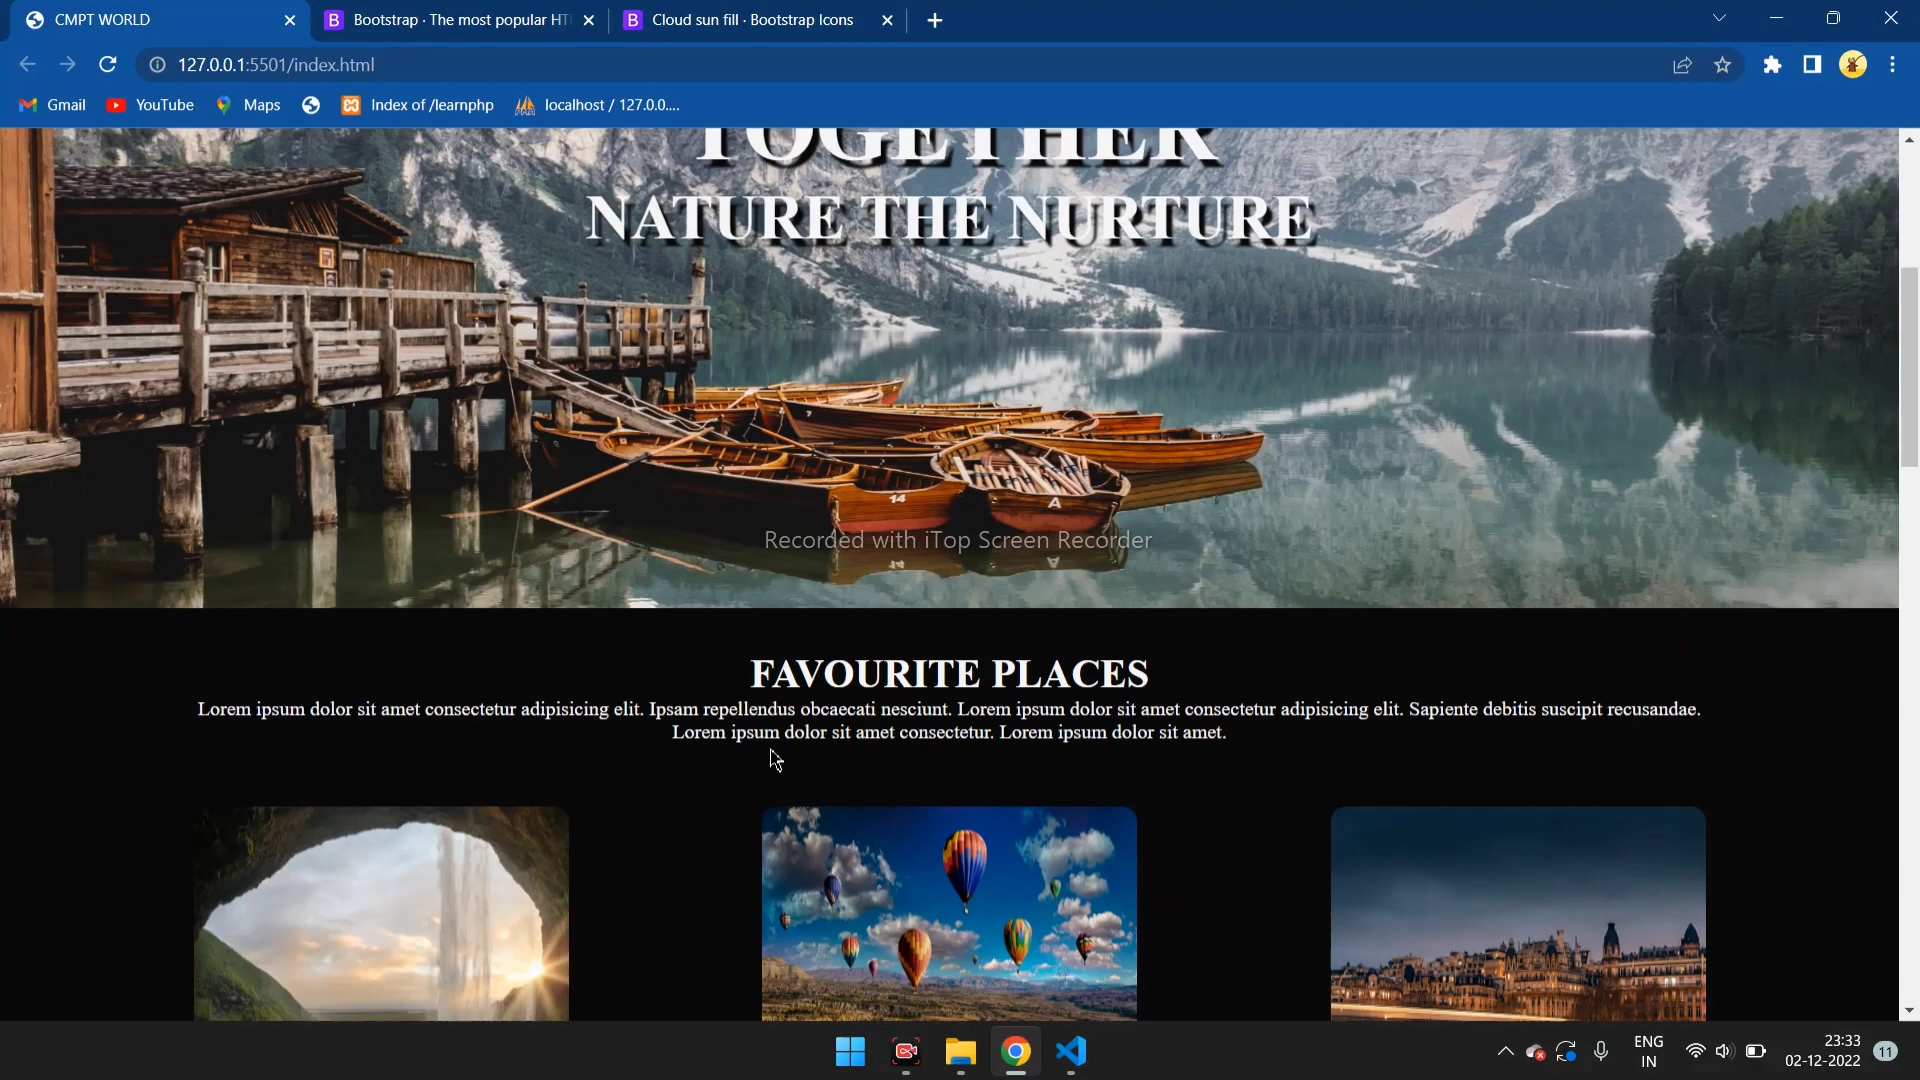 CMPT WORLD
Bootstrap · The most popular HT
Cloud sun fill · Bootstrap Icons
127.0.0.1:5501/index.html
Gmail
YouTube
Maps
Index of /learnphp
localhost / 127.0.0....
TOGETHER
NATURE THE NURTURE
14
A
Recorded with iTop Screen Recorder
FAVOURITE PLACES
Lorem ipsum dolor sit amet consectetur adipisicing elit. Ipsam repellendus obcaecati nesciunt. Lorem ipsum dolor sit amet consectetur adipisicing elit. Sapiente debitis suscipit recusandae.
Lorem ipsum dolor sit amet consectetur. Lorem ipsum dolor sit amet.
ENG
IN
23:33
02-12-2022
11